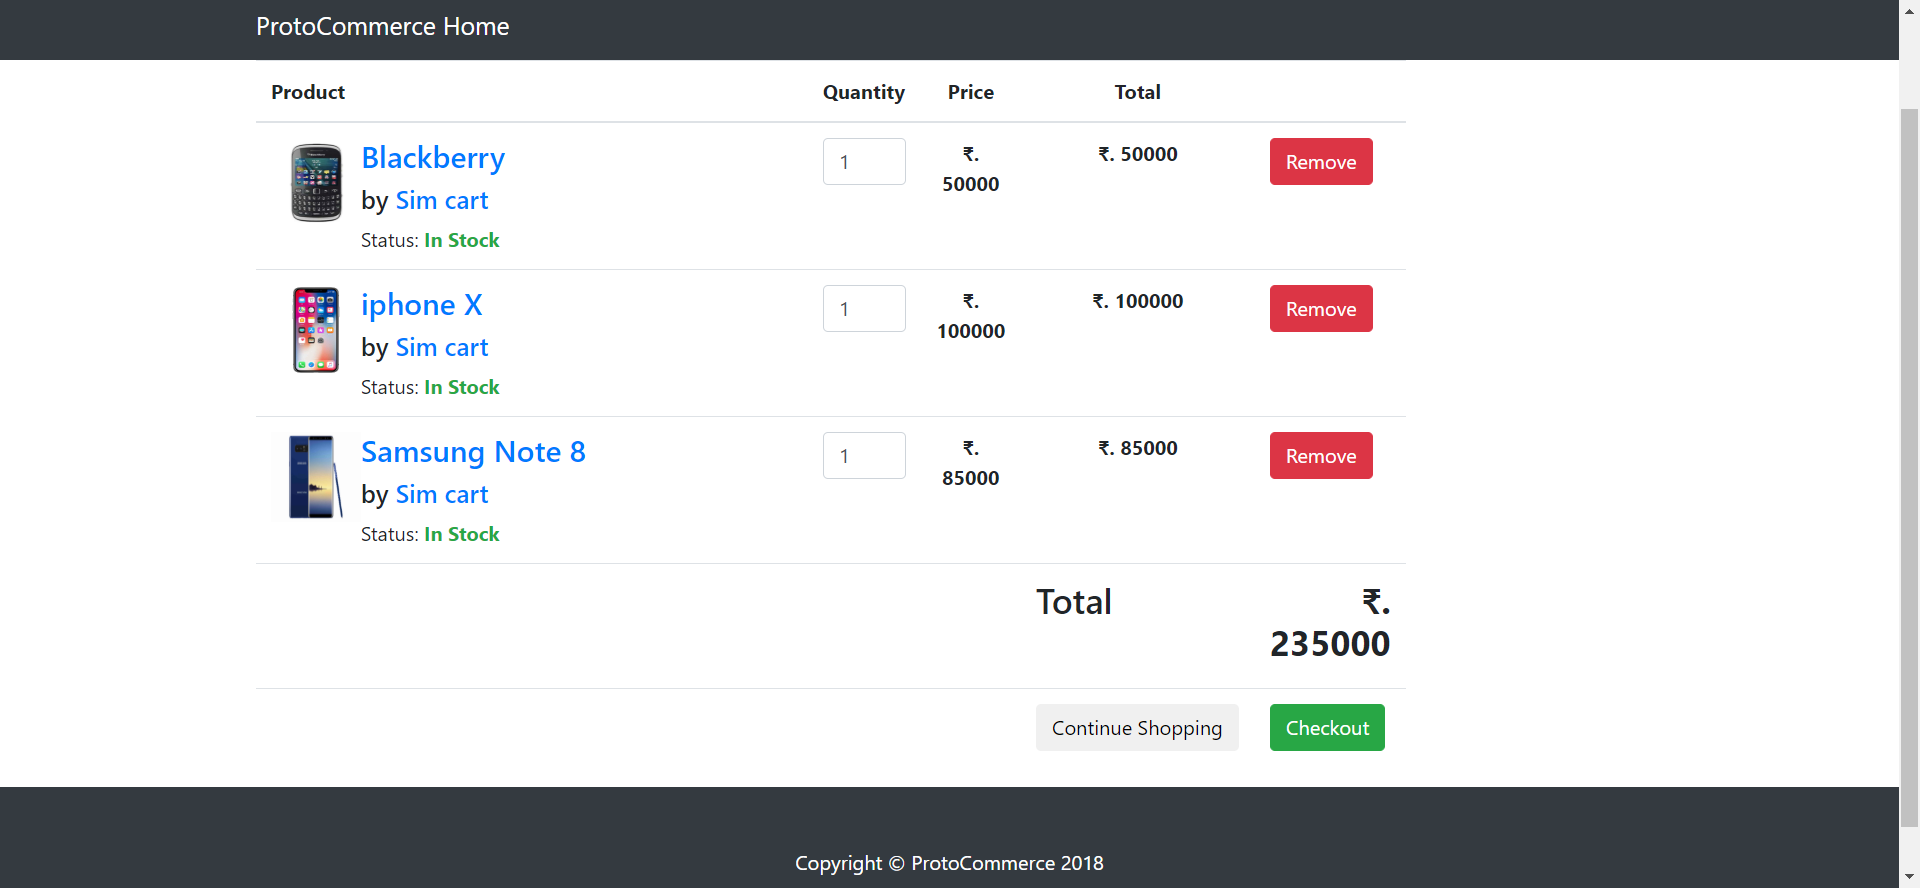 ProtoCommerce Home
Product Quantity Price Total
Blackberry
by Sim cart
Status: In Stock
1
₹.
50000
₹. 50000
Remove
iphone X
by Sim cart
Status: In Stock
1
₹.
100000
₹. 100000
Remove
Samsung Note 8
by Sim cart
Status: In Stock
1
₹.
85000
₹. 85000
Remove
Total
₹.
235000
Continue Shopping Checkout
Copyright © ProtoCommerce 2018